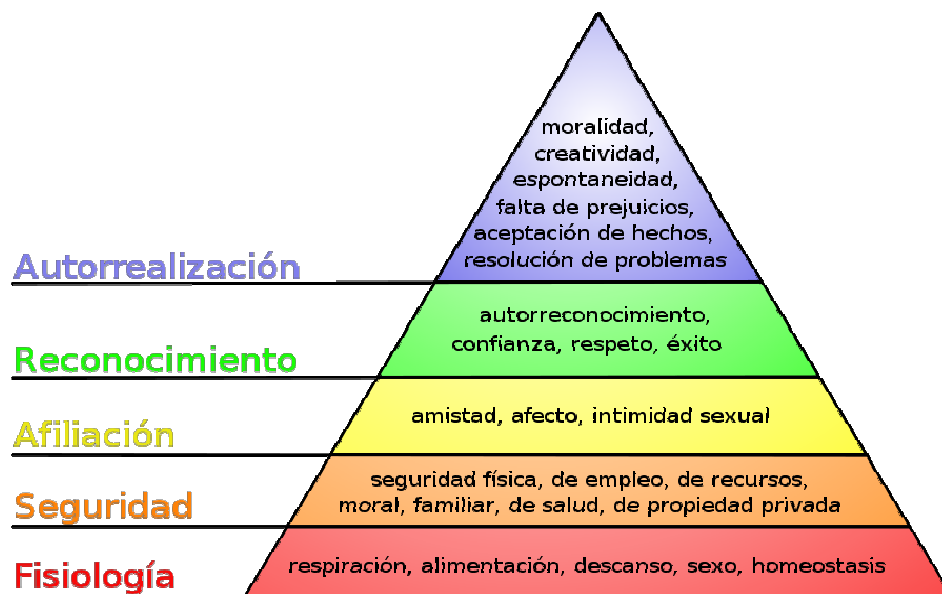 moralidad,
creatividad,
espontaneidad,
falta de prejuicios,
aceptación de hechos,
resolución de problemas
Autorrealización
autorreconocimiento,
confianza, respeto, éxito
Reconocimiento
amistad, afecto, intimidad sexual
Afiliación
seguridad física, de empleo, de recursos,
moral, familiar, de salud, de propiedad privada
Seguridad
respiración, alimentación, descanso, sexo, homeostasis
Fisiología